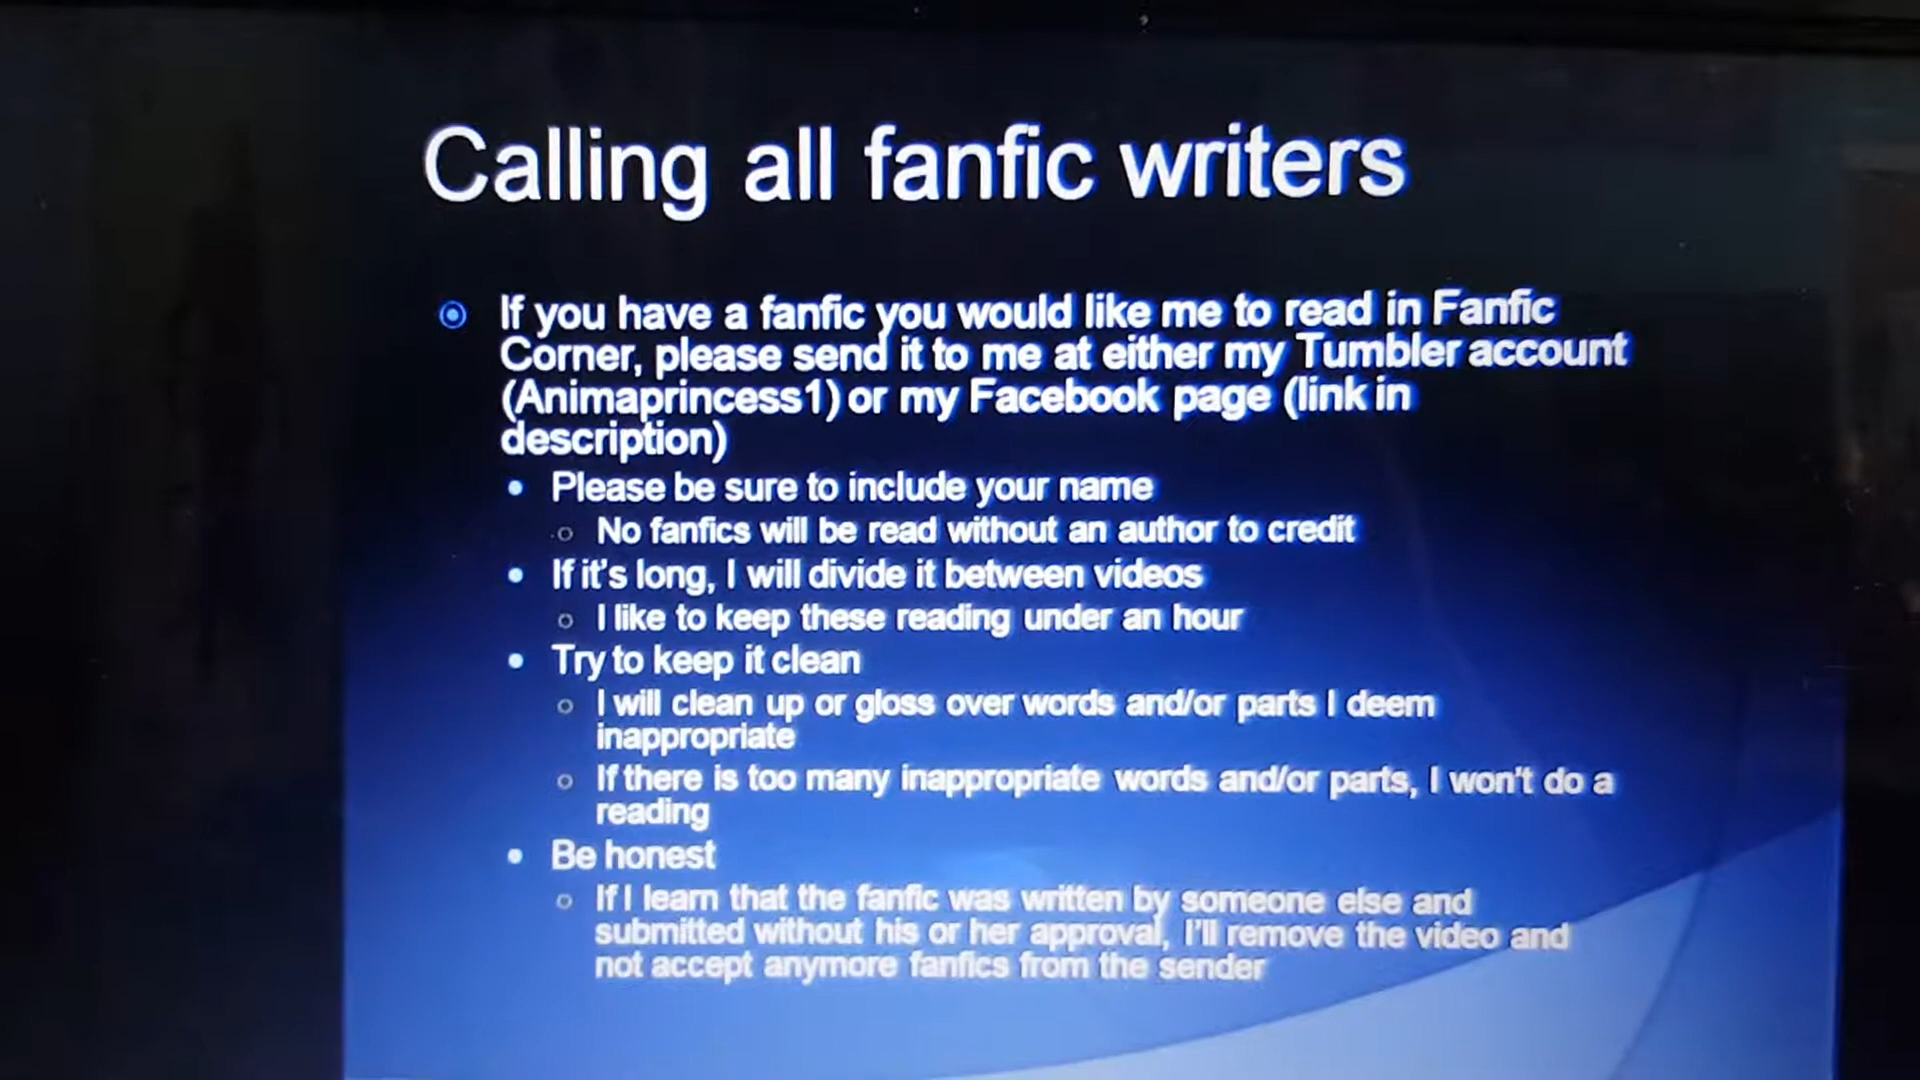 Calling all fanfic writers
If you have a fanfic you would like me to read in Fanfic
Corner, please send it to me at either my Tumbler account
(Animaprincess1) or my Facebook page (link in
description)
Please be sure to include your name
No fanfics will be read without an author to credit
If it's long, I will divide it between videos
I like to keep these reading under an hour
Try to keep it clean
I will clean up or gloss over words and/or parts I deem
inappropriate
If there is too many inappropriate words and/or parts, I won't do a
reading
Be honest
If I learn that the fanfic was written by someone else and
submitted without his or her approval, I'll remove the video and
not accept anymore fanfics from the sender